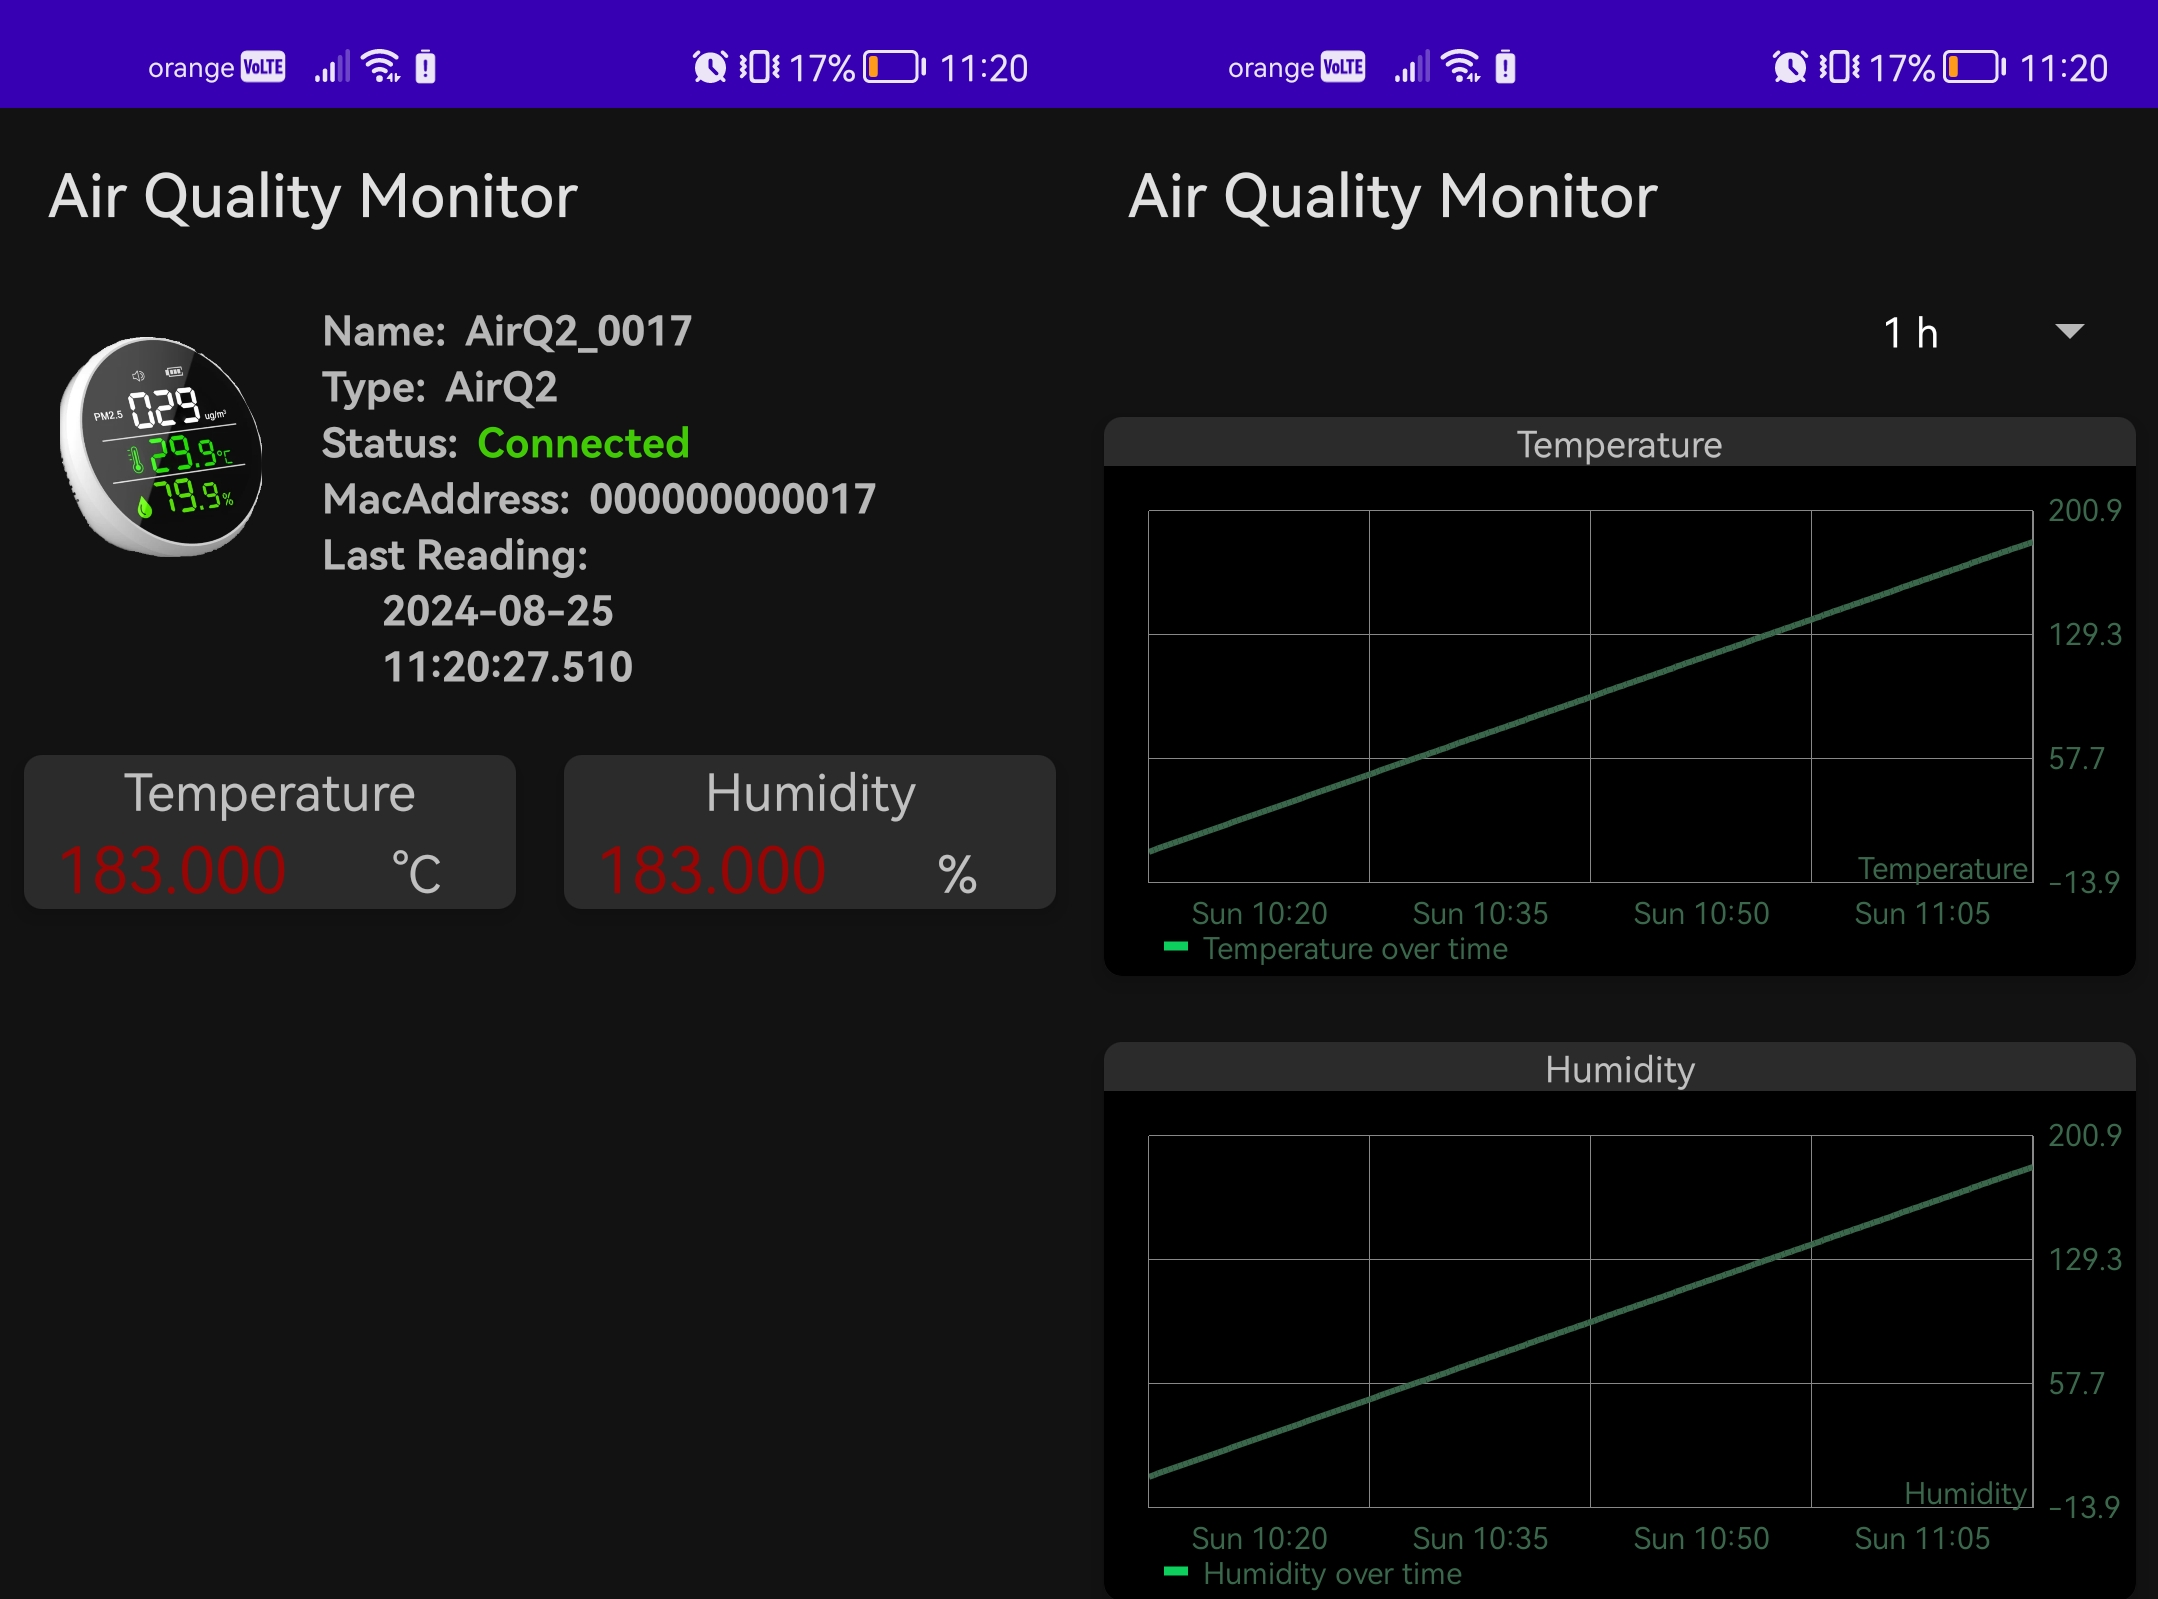 orange VoLTE 17% 11:20
Air Quality Monitor
PM2.5 029 ug/m³
29.9°C
79.9%
Name: AirQ2_0017
Type: AirQ2
Status: Connected
MacAddress: 000000000017
Last Reading:
2024-08-25
11:20:27.510
Temperature
183.000 °C
Humidity
183.000 %
orange VoLTE 17% 11:20
Air Quality Monitor
1 h
Temperature
200.9
129.3
57.7
Temperature
-13.9
Sun 10:20 Sun 10:35 Sun 10:50 Sun 11:05
Temperature over time
Humidity
200.9
129.3
57.7
Humidity
-13.9
Sun 10:20 Sun 10:35 Sun 10:50 Sun 11:05
Humidity over time